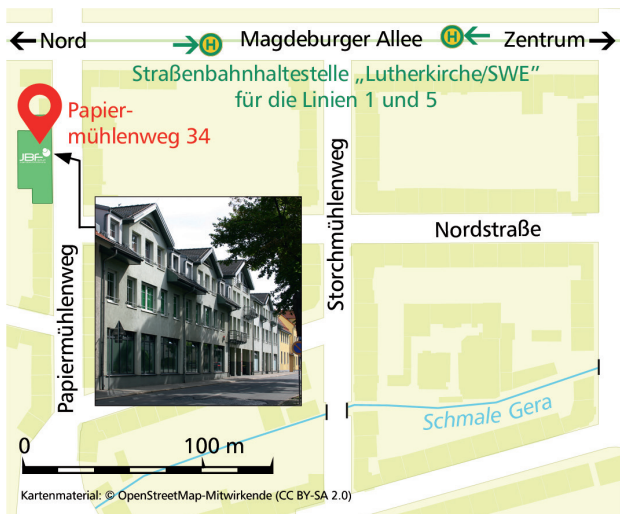 Nord
H
Magdeburger Allee
H
Zentrum
Straßenbahnhaltestelle „Lutherkirche/SWE”
für die Linien 1 und 5
Papier-
mühlenweg 34
JBF
Papiermühlenweg
Storchmühlenweg
Nordstraße
Schmale Gera
0 100 m
Kartenmaterial: © OpenStreetMap-Mitwirkende (CC BY-SA 2.0)